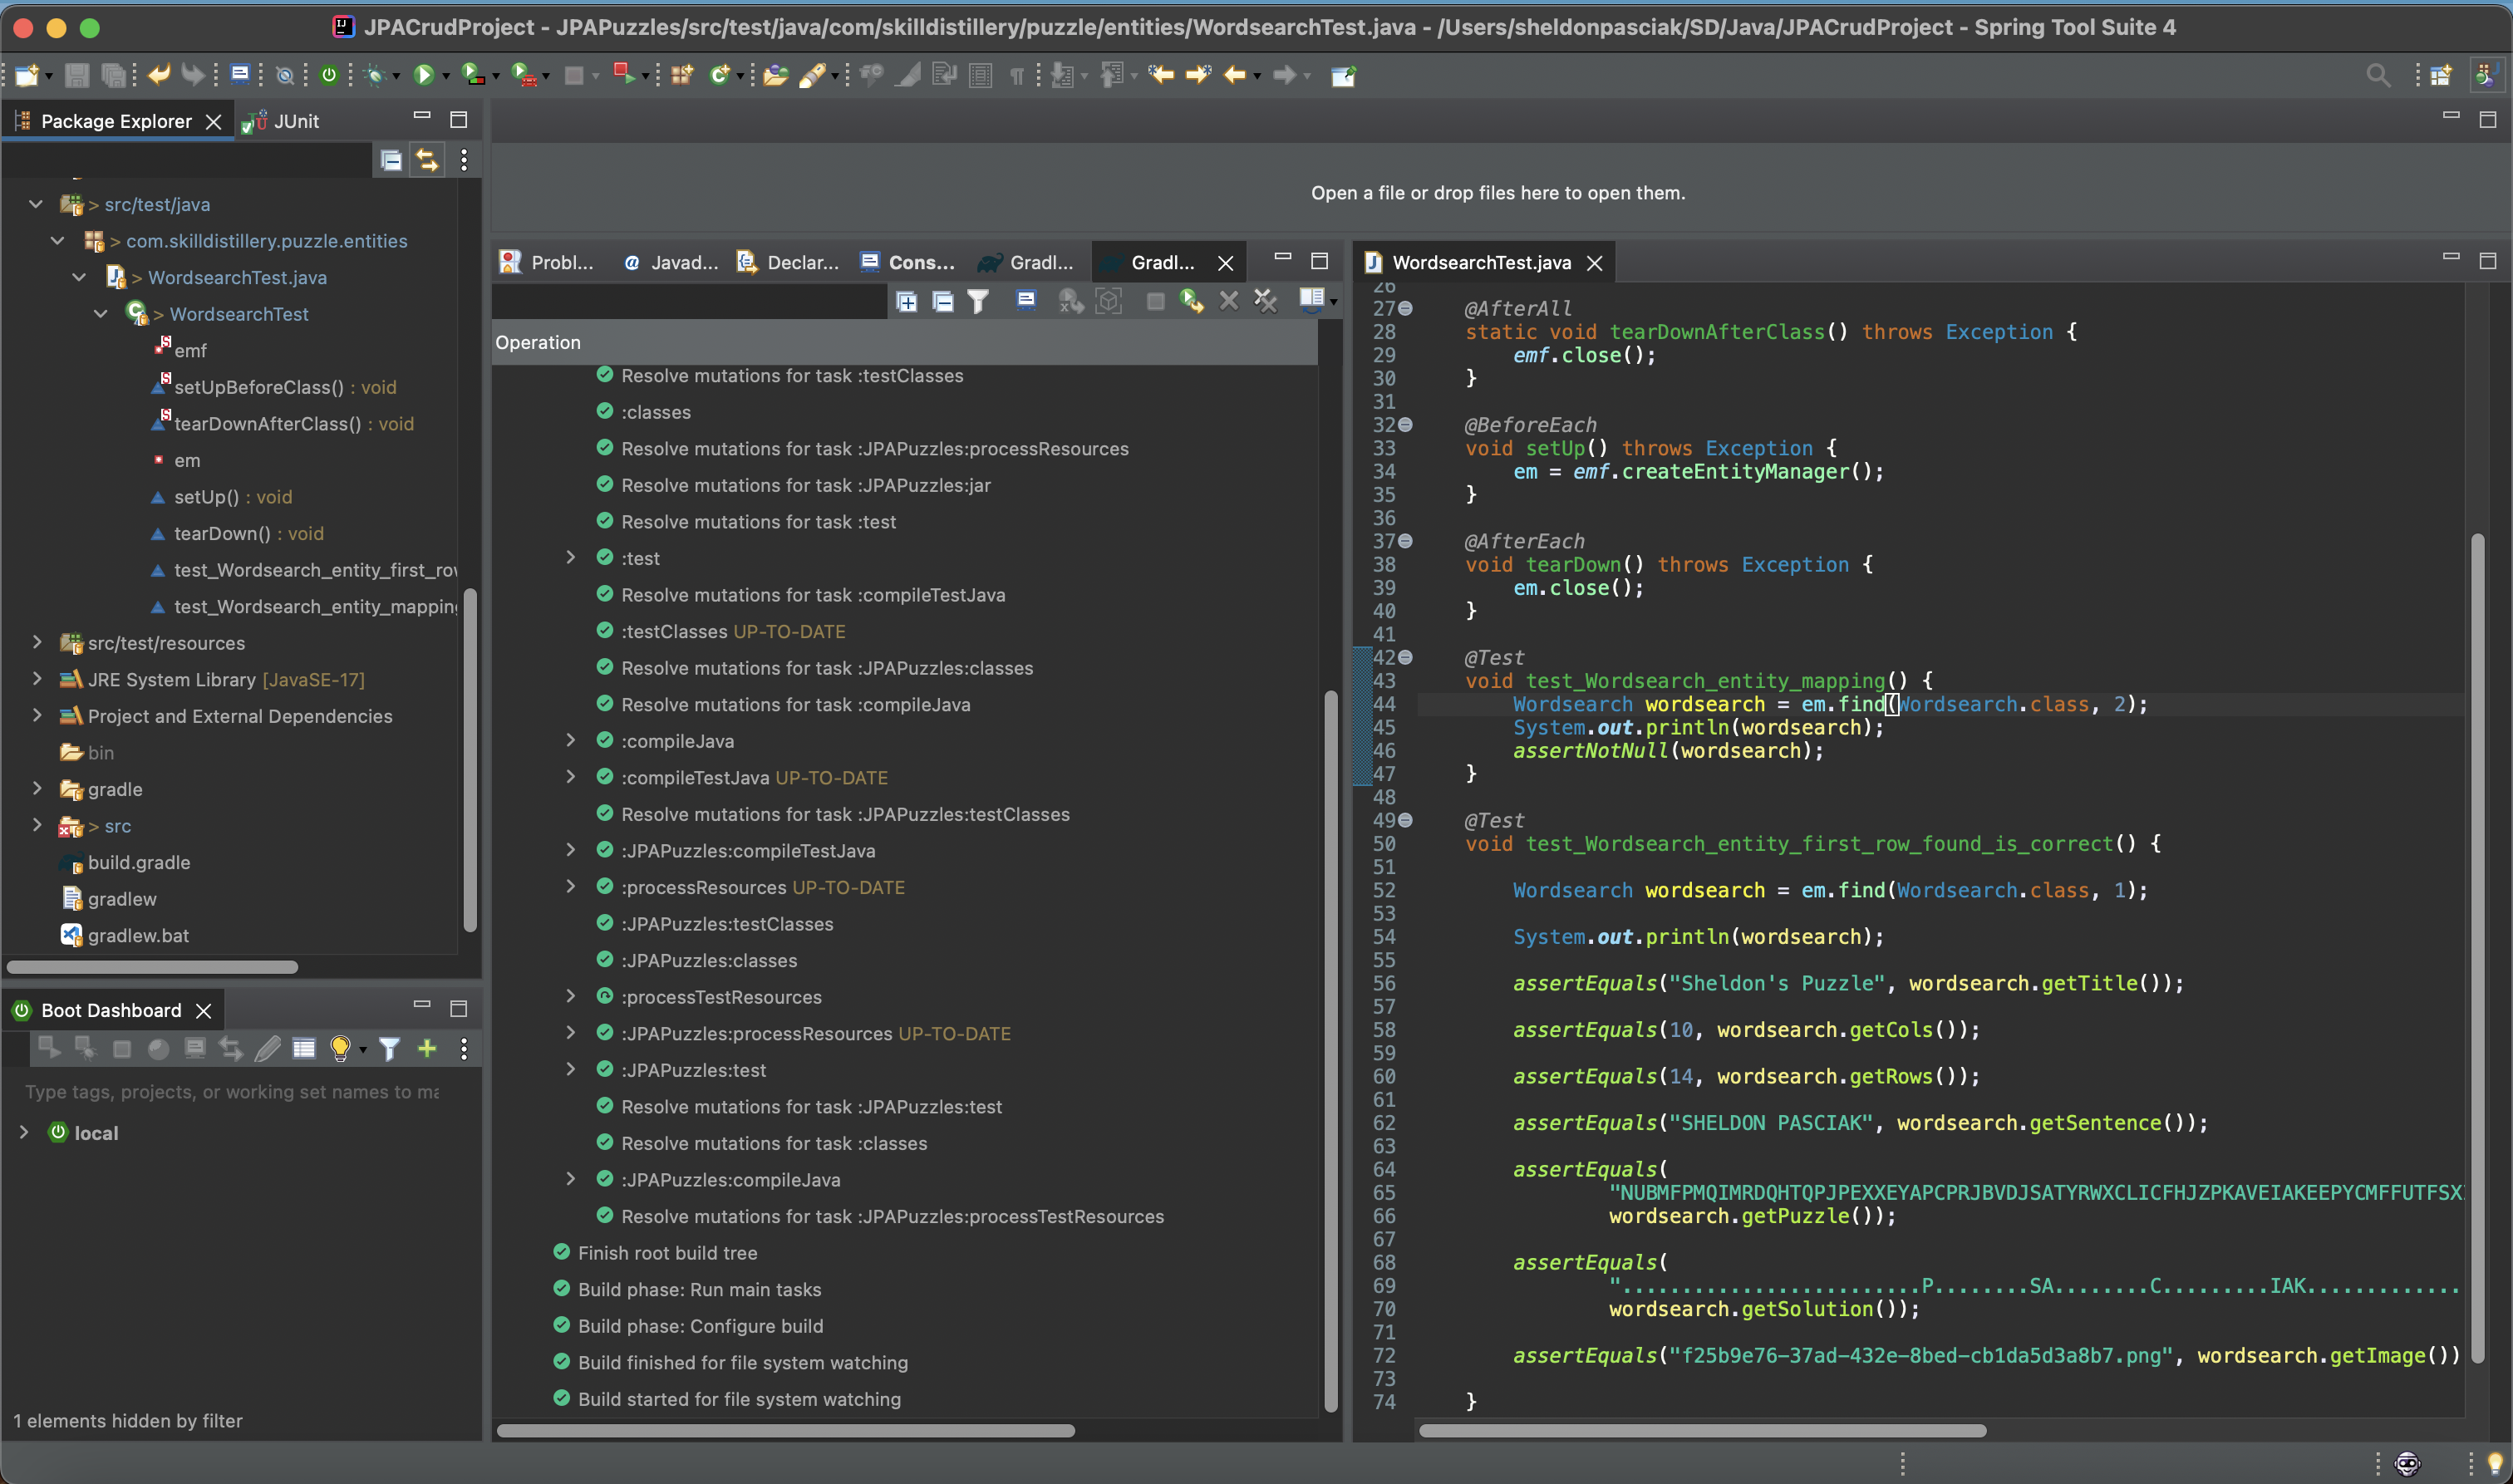 JPACrudProject - JPAPuzzles/src/test/java/com/skilldistillery/puzzle/entities/WordsearchTest.java - /Users/sheldonpasciak/SD/Java/JPACrudProject - Spring Tool Suite 4
Package Explorer
JUnit
> src/test/java
> com.skilldistillery.puzzle.entities
> WordsearchTest.java
> WordsearchTest
emf
setUpBeforeClass() : void
tearDownAfterClass() : void
em
setUp() : void
tearDown() : void
test_Wordsearch_entity_first_rov
test_Wordsearch_entity_mapping
src/test/resources
JRE System Library [JavaSE-17]
Project and External Dependencies
bin
gradle
> src
build.gradle
gradlew
gradlew.bat
Boot Dashboard
Type tags, projects, or working set names to ma
local
1 elements hidden by filter
Open a file or drop files here to open them.
Probl...
Javad...
Declar...
Cons...
Gradl...
Gradl...
Operation
Resolve mutations for task :testClasses
:classes
Resolve mutations for task :JPAPuzzles:processResources
Resolve mutations for task :JPAPuzzles:jar
Resolve mutations for task :test
:test
Resolve mutations for task :compileTestJava
:testClasses UP-TO-DATE
Resolve mutations for task :JPAPuzzles:classes
Resolve mutations for task :compileJava
:compileJava
:compileTestJava UP-TO-DATE
Resolve mutations for task :JPAPuzzles:testClasses
:JPAPuzzles:compileTestJava
:processResources UP-TO-DATE
:JPAPuzzles:testClasses
:JPAPuzzles:classes
:processTestResources
:JPAPuzzles:processResources UP-TO-DATE
:JPAPuzzles:test
Resolve mutations for task :JPAPuzzles:test
Resolve mutations for task :classes
:JPAPuzzles:compileJava
Resolve mutations for task :JPAPuzzles:processTestResources
Finish root build tree
Build phase: Run main tasks
Build phase: Configure build
Build finished for file system watching
Build started for file system watching
WordsearchTest.java
26
27 @AfterAll
28 static void tearDownAfterClass() throws Exception {
29 emf.close();
30 }
31
32 @BeforeEach
33 void setUp() throws Exception {
34 em = emf.createEntityManager();
35 }
36
37 @AfterEach
38 void tearDown() throws Exception {
39 em.close();
40 }
41
42 @Test
43 void test_Wordsearch_entity_mapping() {
44 Wordsearch wordsearch = em.find(Wordsearch.class, 2);
45 System.out.println(wordsearch);
46 assertNotNull(wordsearch);
47 }
48
49 @Test
50 void test_Wordsearch_entity_first_row_found_is_correct() {
51
52 Wordsearch wordsearch = em.find(Wordsearch.class, 1);
53
54 System.out.println(wordsearch);
55
56 assertEquals("Sheldon's Puzzle", wordsearch.getTitle());
57
58 assertEquals(10, wordsearch.getCols());
59
60 assertEquals(14, wordsearch.getRows());
61
62 assertEquals("SHELDON PASCIAK", wordsearch.getSentence());
63
64 assertEquals(
65 "NUBMFPMQIMRDQHTQPJPEXXEYAPCPRJBVDJSATYRWXCLICFHJZPKAVEIAKEEPYCMFFUTFSX
66 wordsearch.getPuzzle());
67
68 assertEquals(
69 ".........................P........SA........C.........IAK.............
70 wordsearch.getSolution());
71
72 assertEquals("f25b9e76-37ad-432e-8bed-cb1da5d3a8b7.png", wordsearch.getImage())
73
74 }